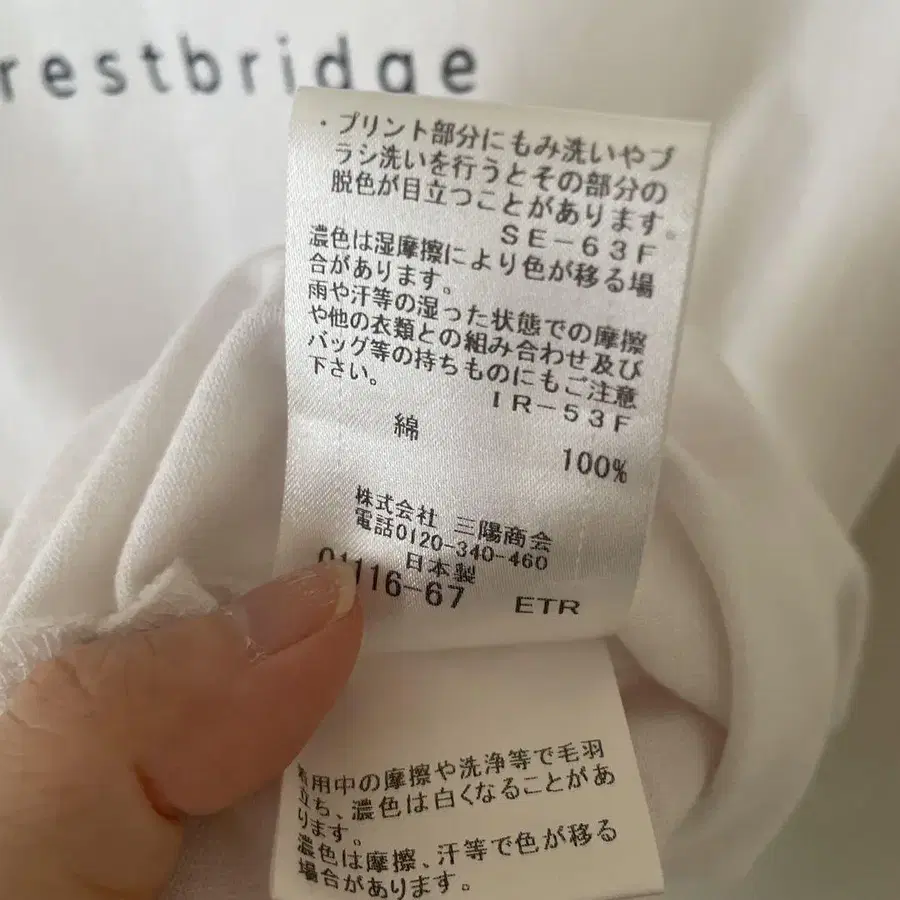 restbridge
・プリント部分にもみ洗いやブ
ラシ洗いを行うとその部分の
脱色が目立つことがあります。
SE-63F
濃色は湿摩擦により色が移る場
合があります。
雨や汗等の湿った状態での摩擦
や他の衣類との組み合わせ及び
バッグ等の持ちものにもご注意
下さい。
IR-53F
綿 100%
株式会社 三陽商会
電話0120-340-460
日本製
01116-67 ETR
着用中の摩擦や洗浄等で毛羽
立ち、濃色は白くなることがあ
ります。
濃色は摩擦、汗等で色が移る
場合があります。